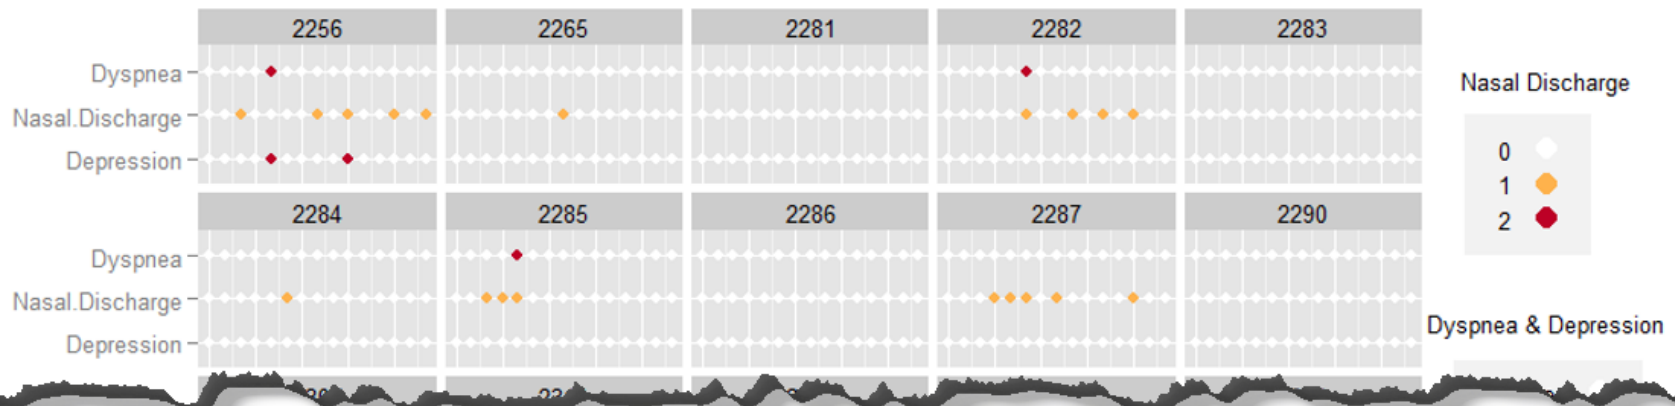 2256 2265 2281 2282 2283
Dyspnea
Nasal.Discharge
Depression
Nasal Discharge
0
1
2
2284 2285 2286 2287 2290
Dyspnea
Nasal.Discharge
Depression
Dyspnea & Depression